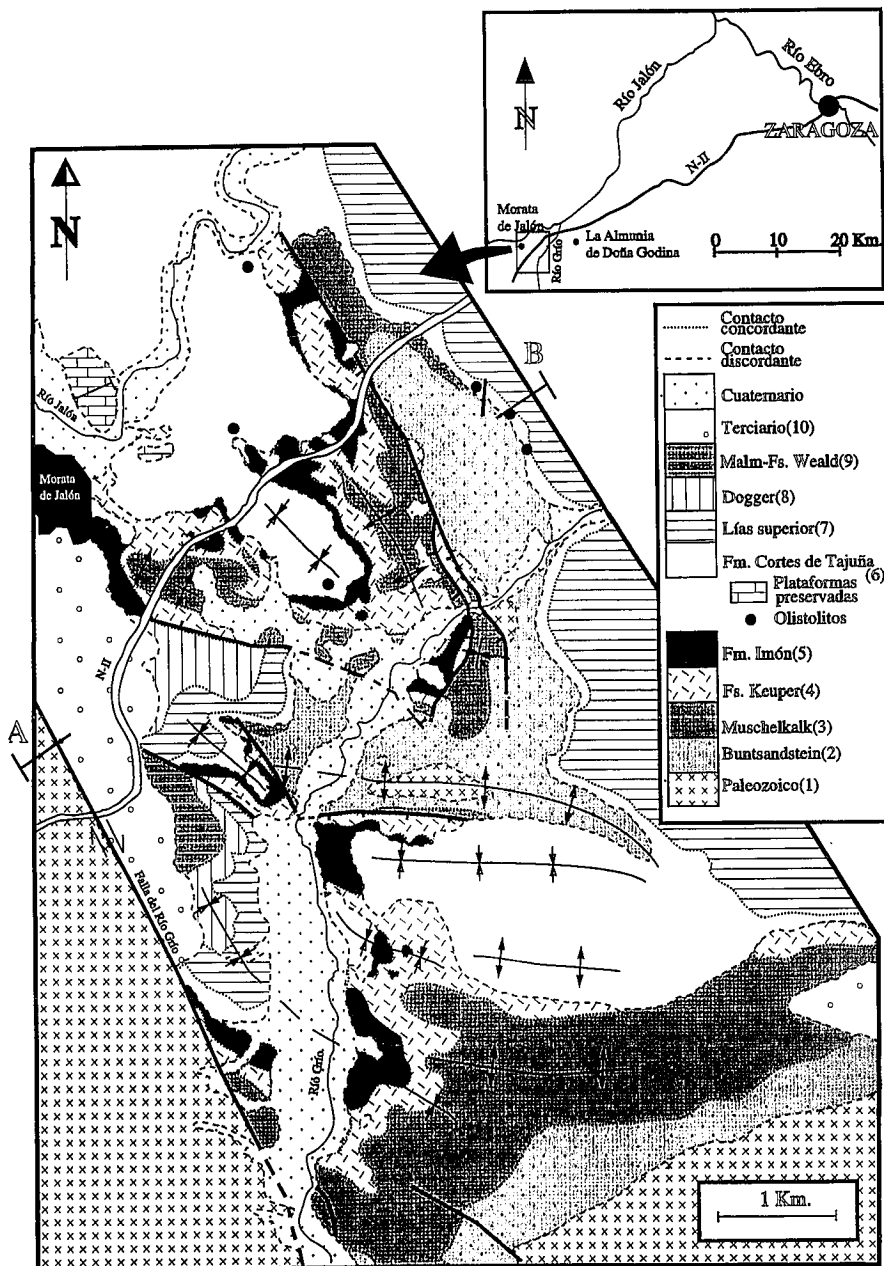 Río Jalón
Río Ebro
N
ZARAGOZA
N-II
Morata
de Jalón
Río Grío
La Almunia
de Doña Godina
0 10 20 Km.
N
B
Río Jalón
Morata
de Jalón
N-II
A
N-II
Falla del Río Grío
Río Grío
Contacto
concordante
Contacto
discordante
Cuaternario
Terciario(10)
Malm-Fs. Weald(9)
Dogger(8)
Lías superior(7)
Fm. Cortes de Tajuña
(6)
Plataformas
preservadas
Olistolitos
Fm. Imón(5)
Fs. Keuper(4)
Muschelkalk(3)
Buntsandstein(2)
Paleozoico(1)
1 Km.